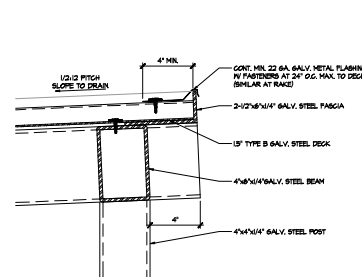 4" MIN.
1/2:12 PITCH
SLOPE TO DRAIN
CONT. MIN. 22 GA. GALV. METAL FLASHIN
W/ FASTENERS AT 24" O.C. MAX. TO DECK
(SIMILAR AT RAKE)
2-1/2"x6"x1/4" GALV. STEEL FASCIA
1.5" TYPE B GALV. STEEL DECK
4"x8"x1/4"GALV. STEEL BEAM
4"
4"x4"x1/4" GALV. STEEL POST